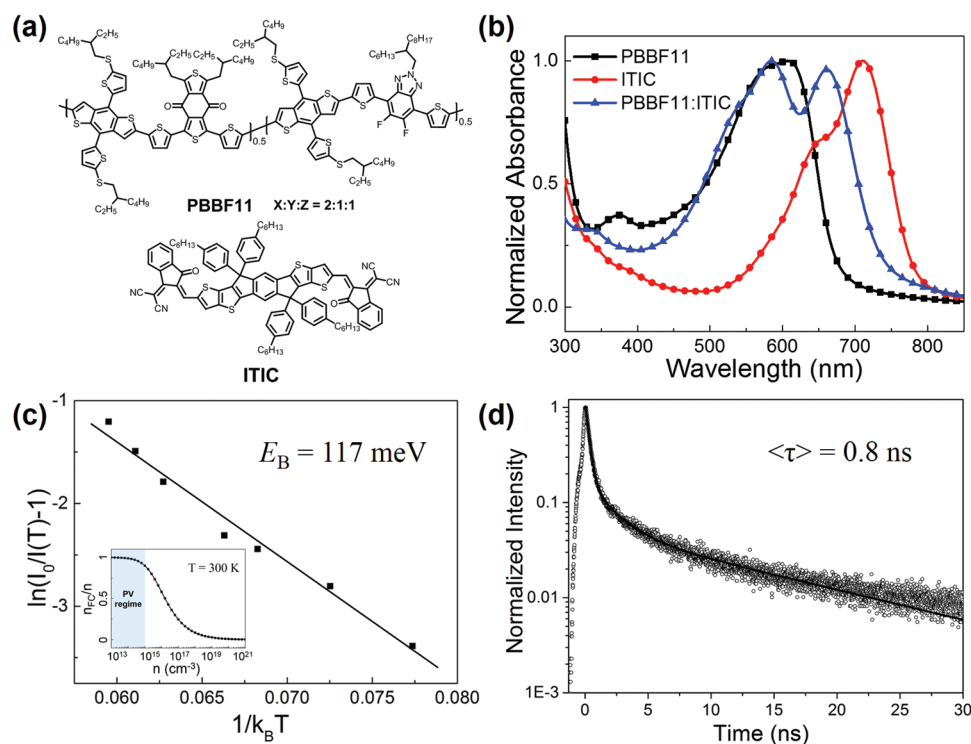 (a)
C4H9
C2H5
S
C2H5
C4H9
C2H5
C4H9
C4H9
C2H5
S
C8H17
C6H13
N
N
N
O
O
F
F
0.5
0.5
S
C2H5
C4H9
S
C4H9
C2H5
PBBF11 X:Y:Z = 2:1:1
C6H13
C6H13
O
NC
CN
S
S
S
S
CN
CN
O
C6H13
C6H13
ITIC
(b)
PBBF11
ITIC
PBBF11:ITIC
Normalized Absorbance
1.0
0.5
0.0
300 400 500 600 700 800
Wavelength (nm)
(c)
ln(I0/I(T)-1)
-1
-2
-3
EB = 117 meV
T = 300 K
PV
regime
nFC/n
1
0.5
0
10^13 10^15 10^17 10^19 10^21
n (cm^-3)
0.060 0.065 0.070 0.075 0.080
1/kBT
(d)
Normalized Intensity
1
0.1
0.01
1E-3
<τ> = 0.8 ns
0 5 10 15 20 25 30
Time (ns)